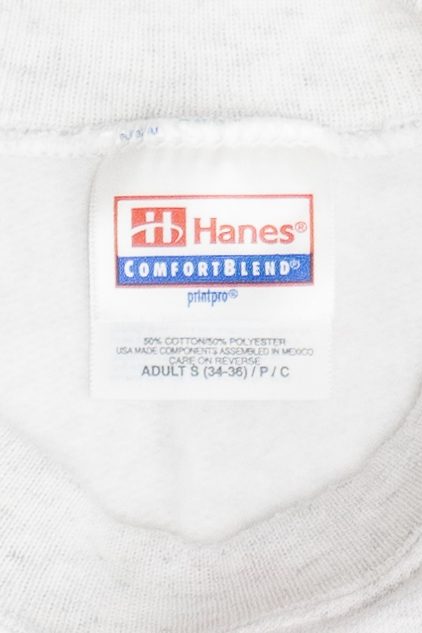 Hanes®
COMFORTBLEND®
printpro®
50% COTTON/50% POLYESTER
USA MADE COMPONENTS ASSEMBLED IN MEXICO
CARE ON REVERSE
ADULT S (34-36) / P / C